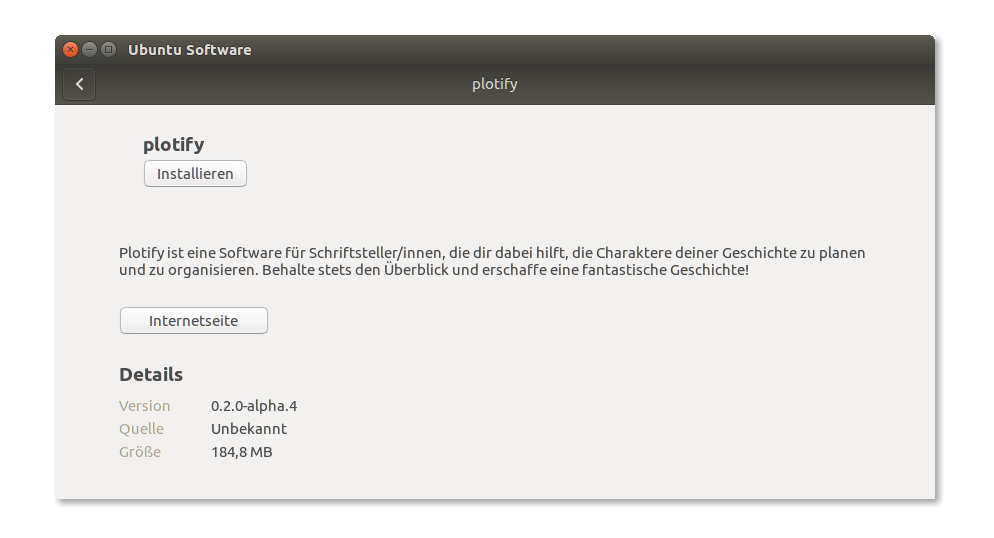 Ubuntu Software
plotify
plotify
Installieren
Plotify ist eine Software für Schriftsteller/innen, die dir dabei hilft, die Charaktere deiner Geschichte zu planen
und zu organisieren. Behalte stets den Überblick und erschaffe eine fantastische Geschichte!
Internetseite
Details
Version 0.2.0-alpha.4
Quelle Unbekannt
Größe 184,8 MB